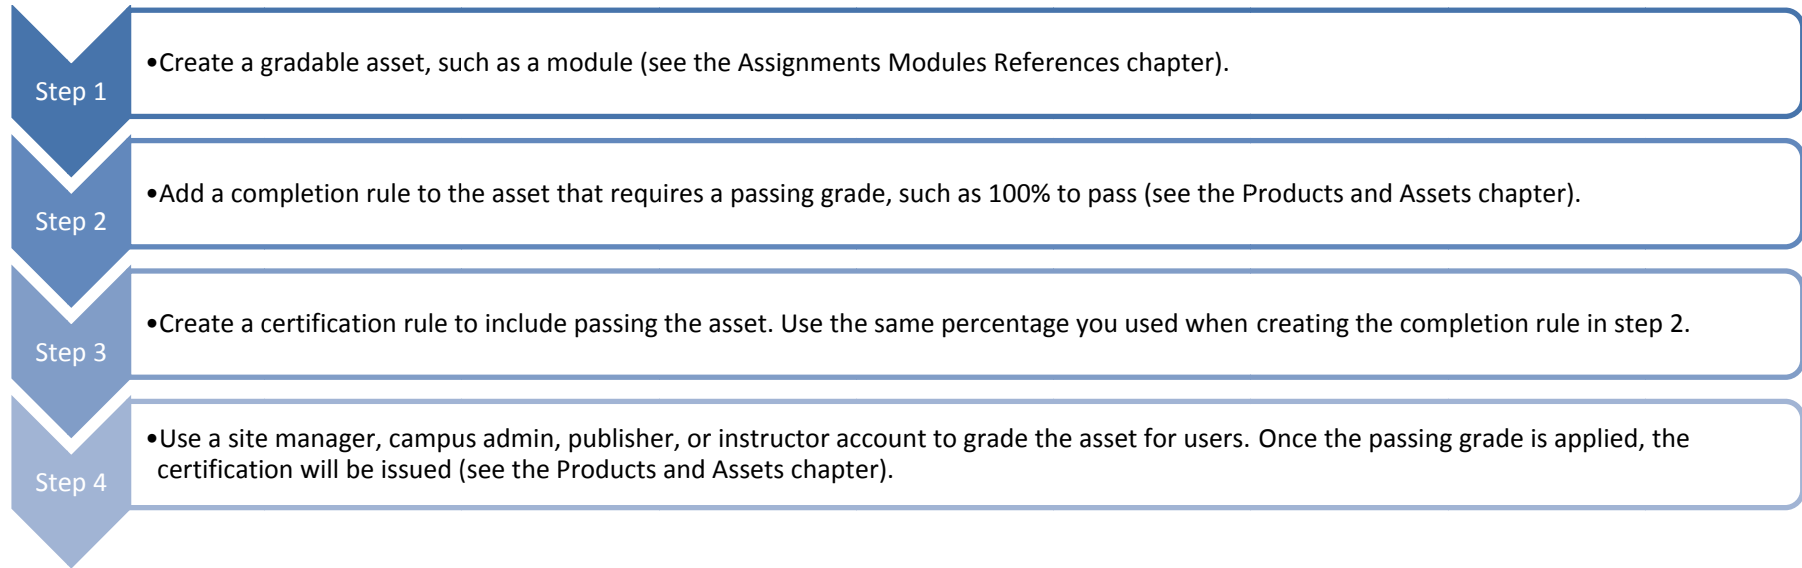 Step 1
•Create a gradable asset, such as a module (see the Assignments Modules References chapter).
Step 2
•Add a completion rule to the asset that requires a passing grade, such as 100% to pass (see the Products and Assets chapter).
Step 3
•Create a certification rule to include passing the asset. Use the same percentage you used when creating the completion rule in step 2.
Step 4
•Use a site manager, campus admin, publisher, or instructor account to grade the asset for users. Once the passing grade is applied, the
certification will be issued (see the Products and Assets chapter).